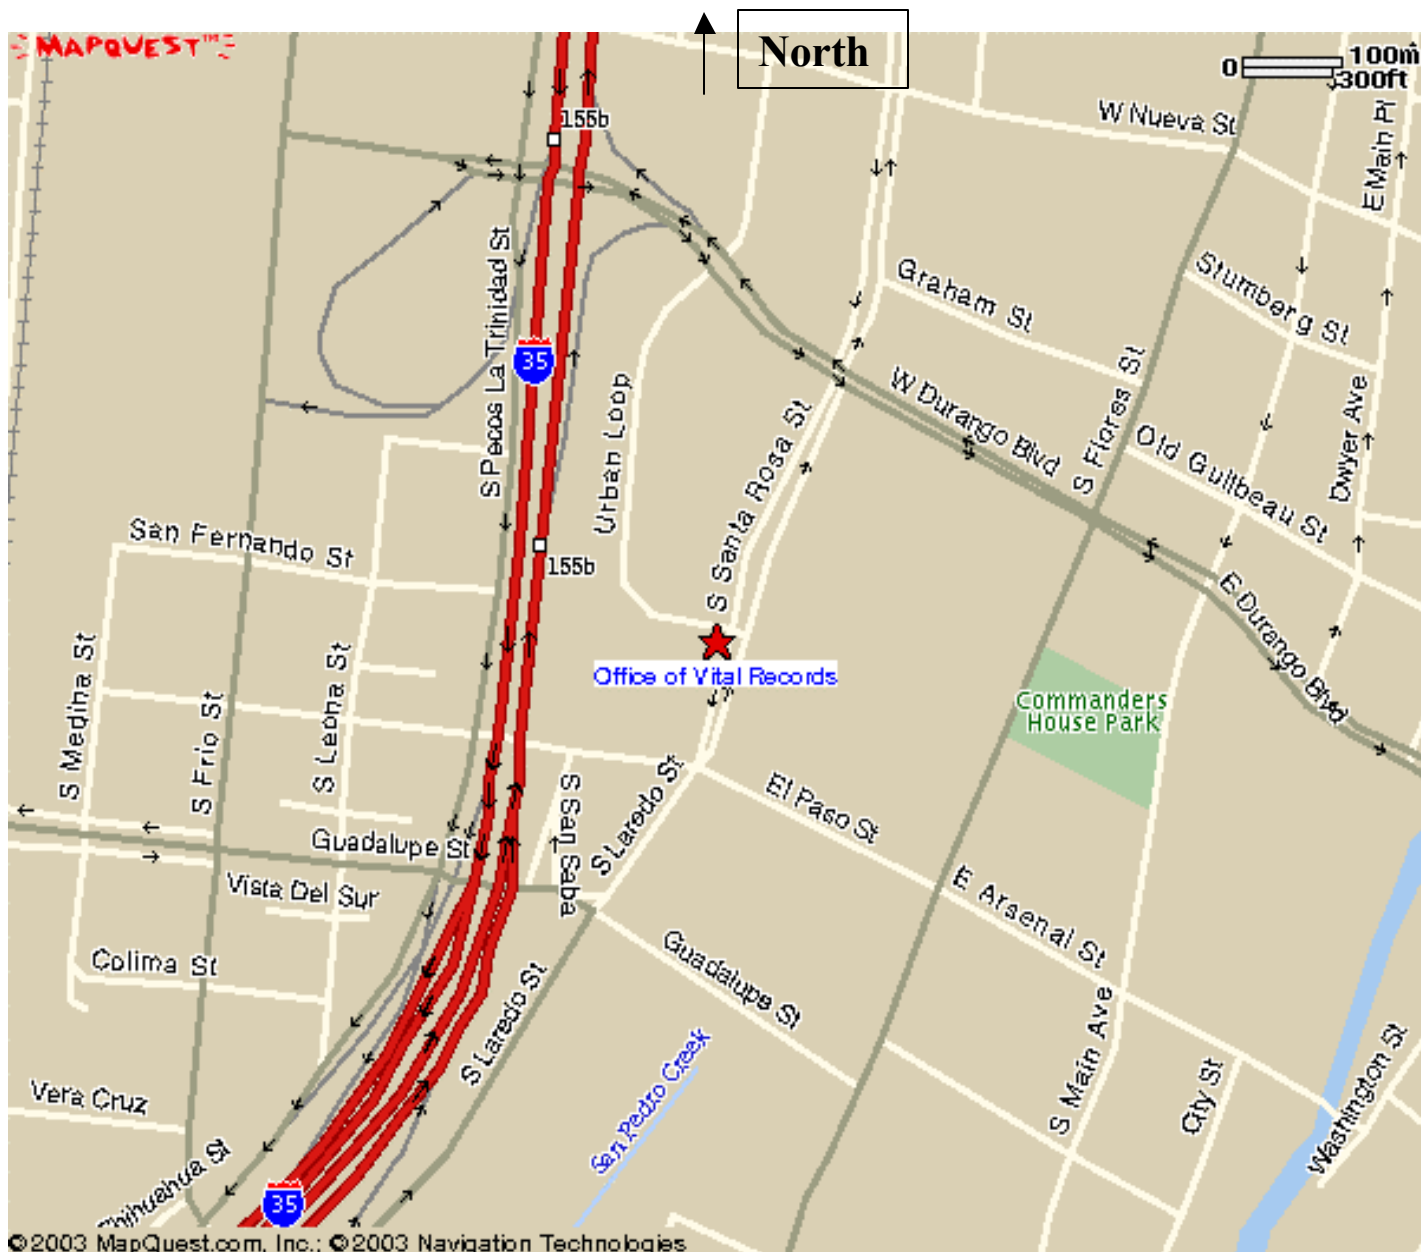 MAPQUEST™
North
0 100m
300ft
W Nueva St
E Main Pl
155b
S Pecos La Trinidad St
Graham St
Stumberg St
35
Urban Loop
W Durango Blvd
S Flores St
Old Guilbeau St
Dwyer Ave
S Santa Rosa St
San Fernando St
155b
E Durango Blvd
S Medina St
S Frio St
S Leona St
Office of Vital Records
Commanders
House Park
El Paso St
S San Saba
S Laredo St
Guadalupe St
Vista Del Sur
E Arsenal St
Colima St
Guadalupe St
S Laredo St
San Pedro Creek
S Main Ave
City St
Washington St
Vera Cruz
Chihuahua St
35
©2003 MapQuest.com, Inc.; ©2003 Navigation Technologies